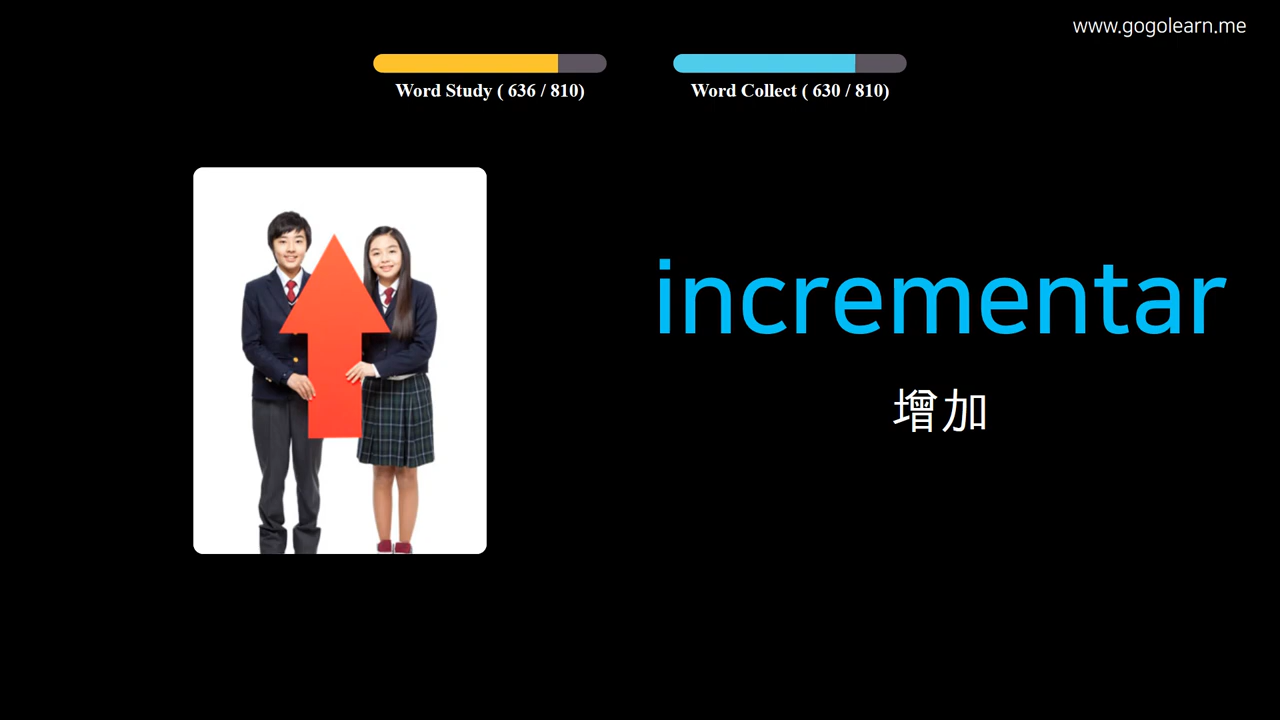 www.gogolearn.me
Word Study ( 636 / 810)
Word Collect ( 630 / 810)
incrementar
增加